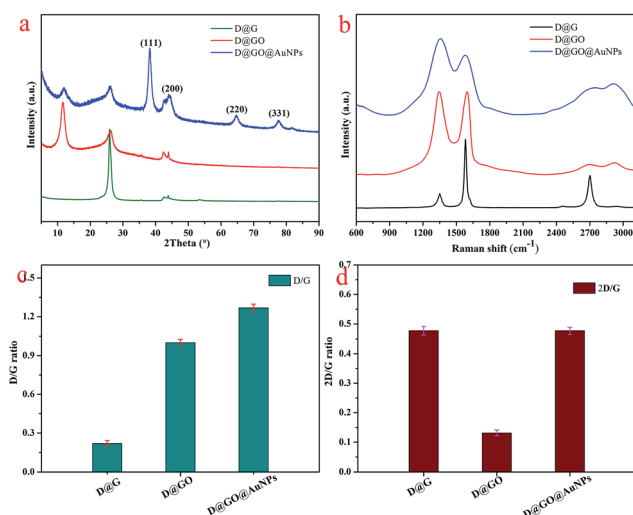 a
D@G
D@GO
D@GO@AuNPs
(111)
(200)
(220)
(331)
Intensity (a.u.)
10 20 30 40 50 60 70 80 90
2Theta (°)
b
D@G
D@GO
D@GO@AuNPs
Intensity (a.u.)
600 900 1200 1500 1800 2100 2400 2700 3000
Raman shift (cm⁻¹)
c
D/G
1.5
1.2
0.9
0.6
0.3
0.0
D/G ratio
D@G
D@GO
D@GO@AuNPs
d
2D/G
0.7
0.6
0.5
0.4
0.3
0.2
0.1
0.0
2D/G ratio
D@G
D@GO
D@GO@AuNPs